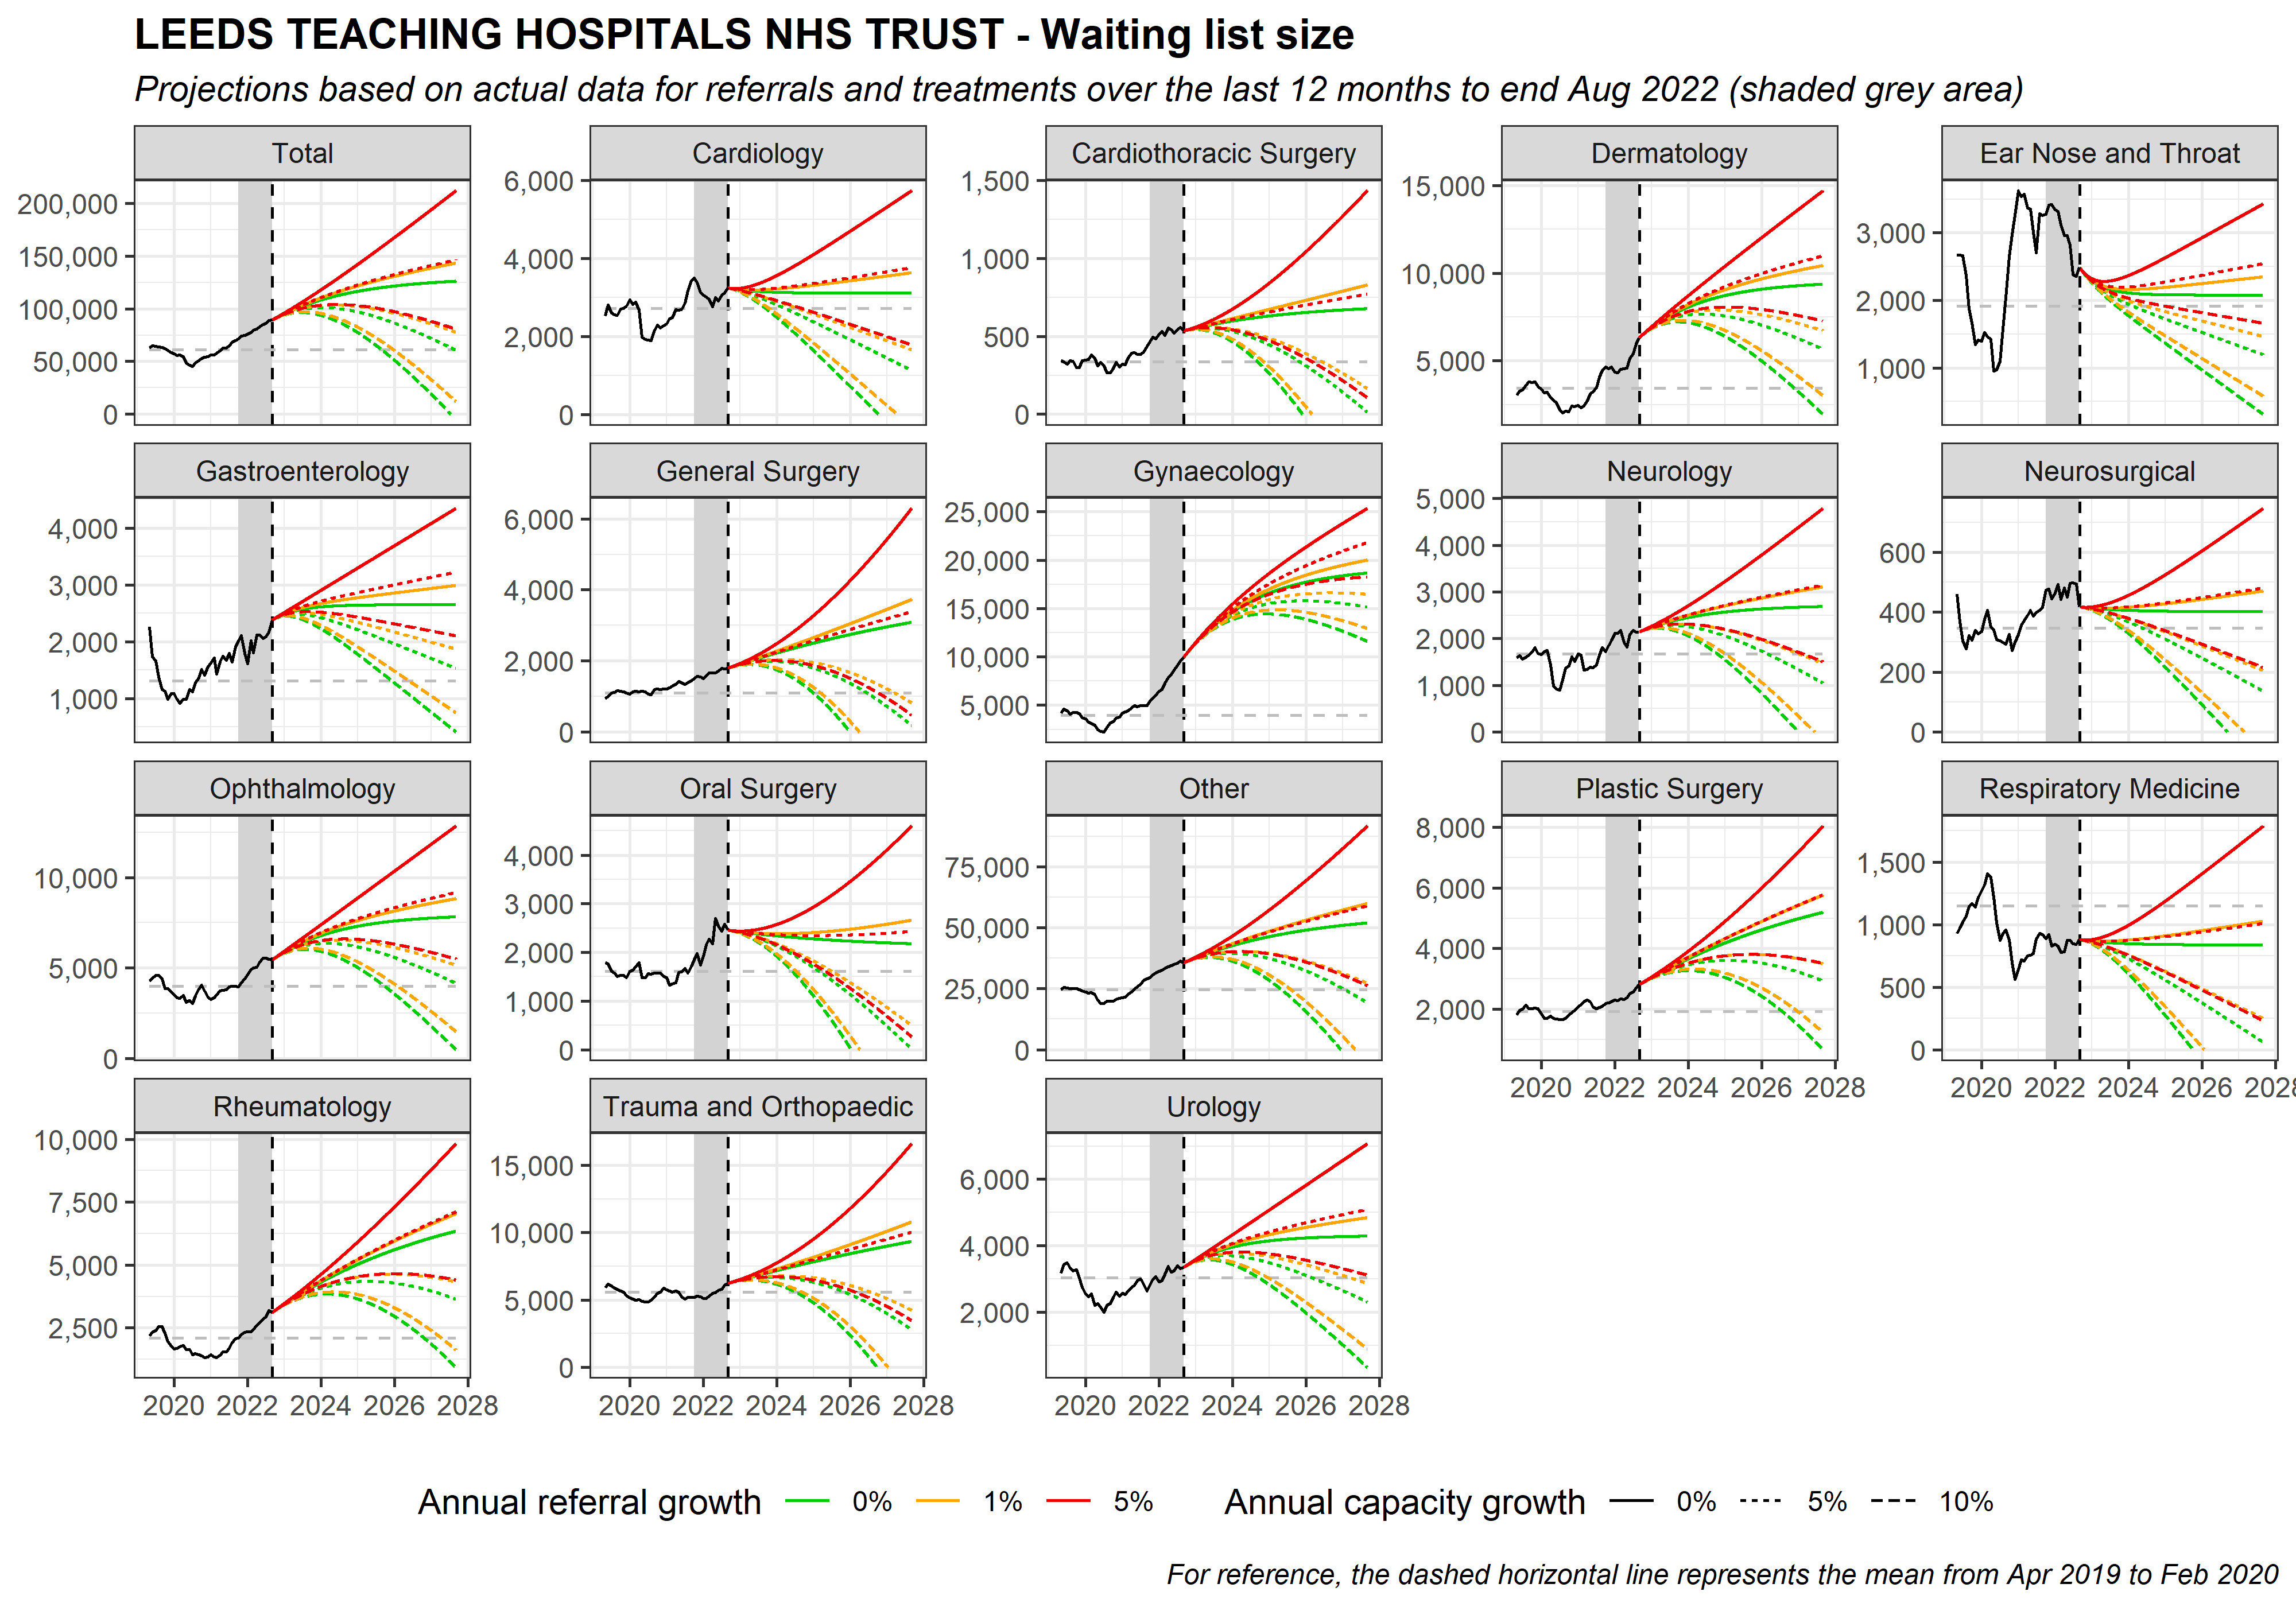 LEEDS TEACHING HOSPITALS NHS TRUST - Waiting list size
Projections based on actual data for referrals and treatments over the last 12 months to end Aug 2022 (shaded grey area)
Total
200,000
150,000
100,000
50,000
0
Cardiology
6,000
4,000
2,000
0
Cardiothoracic Surgery
1,500
1,000
500
0
Dermatology
15,000
10,000
5,000
Ear Nose and Throat
3,000
2,000
1,000
Gastroenterology
4,000
3,000
2,000
1,000
General Surgery
6,000
4,000
2,000
0
Gynaecology
25,000
20,000
15,000
10,000
5,000
Neurology
5,000
4,000
3,000
2,000
1,000
0
Neurosurgical
600
400
200
0
Ophthalmology
10,000
5,000
0
Oral Surgery
4,000
3,000
2,000
1,000
0
Other
75,000
50,000
25,000
0
Plastic Surgery
8,000
6,000
4,000
2,000
2020 2022 2024 2026 2028
Respiratory Medicine
1,500
1,000
500
0
2020 2022 2024 2026 2028
Rheumatology
10,000
7,500
5,000
2,500
2020 2022 2024 2026 2028
Trauma and Orthopaedic
15,000
10,000
5,000
0
2020 2022 2024 2026 2028
Urology
6,000
4,000
2,000
2020 2022 2024 2026 2028
Annual referral growth 0% 1% 5% Annual capacity growth 0% 5% 10%
For reference, the dashed horizontal line represents the mean from Apr 2019 to Feb 2020